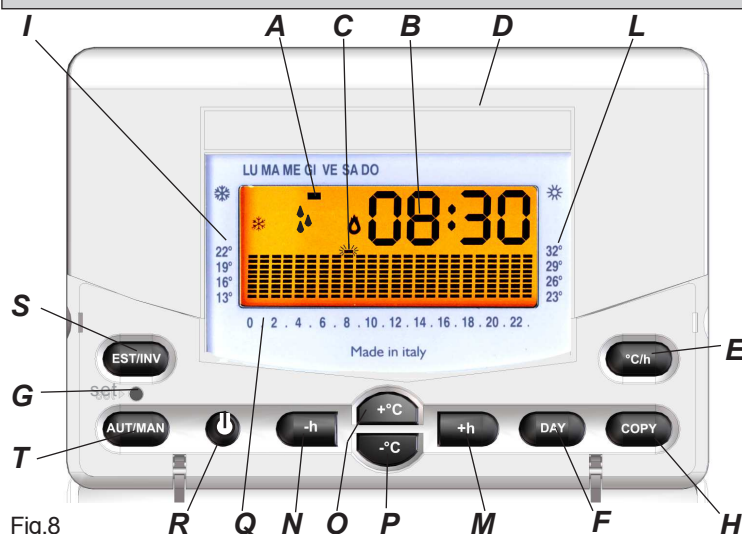 I A C B D L
LU MA ME GI VE SA DO
08:30
22° 32°
19° 29°
16° 26°
13° 23°
0 . 2 . 4 . 6 . 8 . 10 . 12 . 14 . 16 . 18 . 20 . 22 .
Made in italy
S EST/INV °C/h E
G set
T AUT/MAN -h +°C -°C +h DAY COPY
Fig.8 R Q N O P M F H